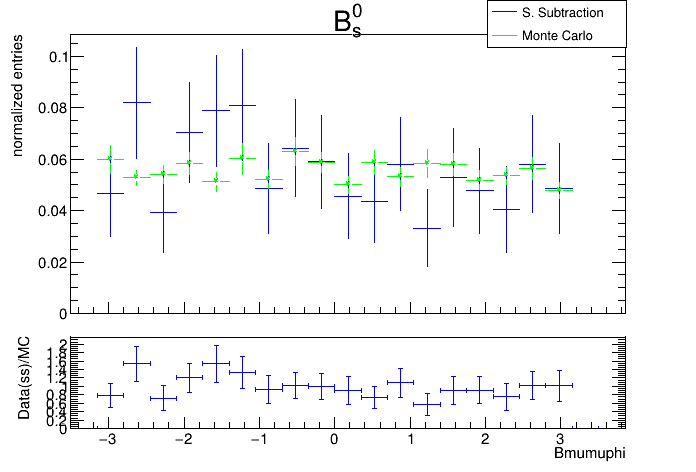 B_s^0
S. Subtraction
Monte Carlo
normalized entries
0.1
0.08
0.06
0.04
0.02
0
Data(ss)/MC
2
1.8
1.6
1.4
1.2
1
0.8
0.6
0.4
0.2
0
−3 −2 −1 0 1 2 3
Bmumuphi